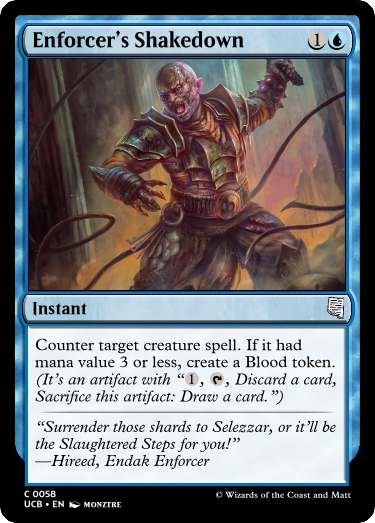 Enforcer's Shakedown 1
Instant
Counter target creature spell. If it had
mana value 3 or less, create a Blood token.
(It's an artifact with “1, , Discard a card,
Sacrifice this artifact: Draw a card.”)
“Surrender those shards to Selezzar, or it'll be
the Slaughtered Steps for you!”
—Hireed, Endak Enforcer
C 0058
UCB • EN MONZTRE
© Wizards of the Coast and Matt